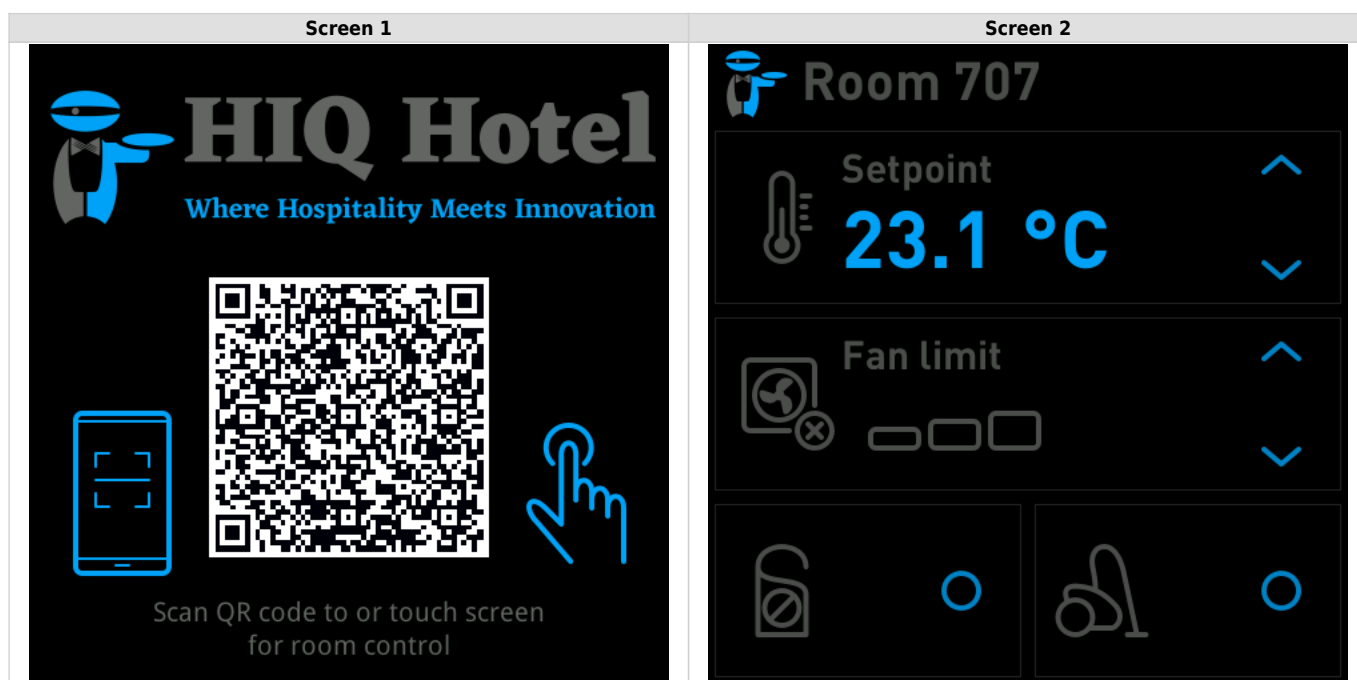 Screen 1
Screen 2
HIQ Hotel
Where Hospitality Meets Innovation
Scan QR code to or touch screen
for room control
Room 707
Setpoint
23.1 °C
Fan limit